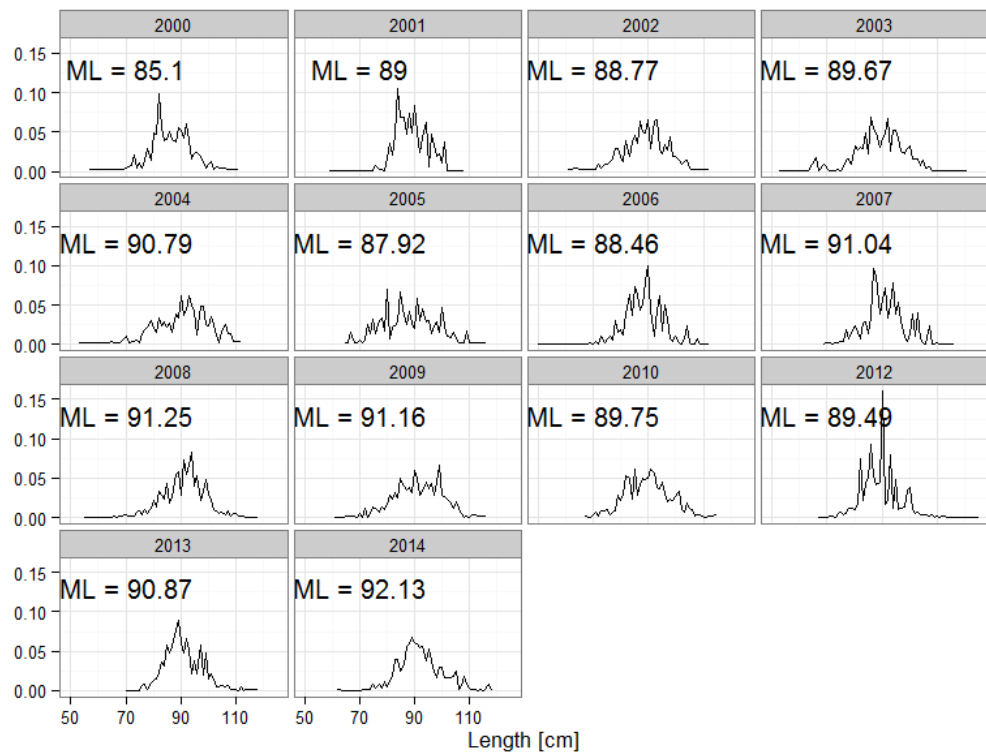 2000 2001 2002 2003
0.15
ML = 85.1 ML = 89 ML = 88.77 ML = 89.67
0.10
0.05
0.00
2004 2005 2006 2007
0.15
ML = 90.79 ML = 87.92 ML = 88.46 ML = 91.04
0.10
0.05
0.00
2008 2009 2010 2012
0.15
ML = 91.25 ML = 91.16 ML = 89.75 ML = 89.49
0.10
0.05
0.00
2013 2014
0.15
ML = 90.87 ML = 92.13
0.10
0.05
0.00
50 70 90 110 50 70 90 110
Length [cm]